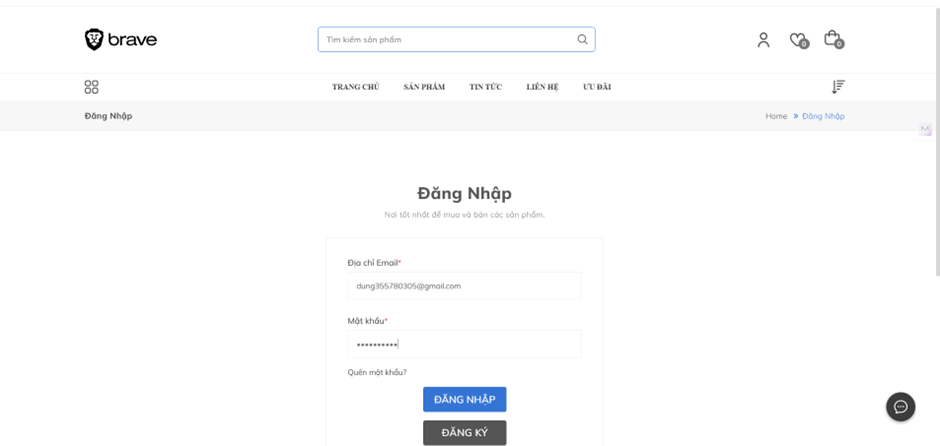 brave
Tìm kiếm sản phẩm
0
0
TRANG CHỦ SẢN PHẨM TIN TỨC LIÊN HỆ ƯU ĐÃI
Đăng Nhập
Home » Đăng Nhập
Đăng Nhập
Nơi tốt nhất để mua và bán các sản phẩm.
Địa chỉ Email*
dung355780305@gmail.com
Mật khẩu*
**********
Quên mật khẩu?
ĐĂNG NHẬP
ĐĂNG KÝ